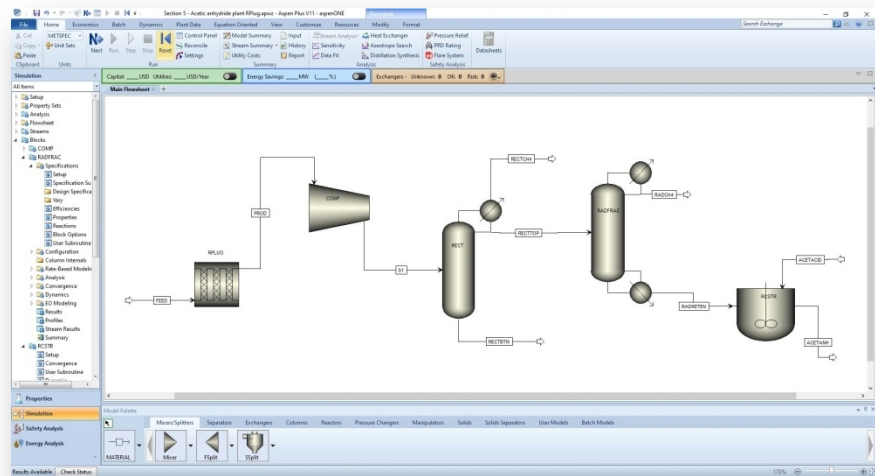 Section 5 - Acetic anhydride plant RPlug.apwz - Aspen Plus V11 - aspenONE
File Home Economics Batch Dynamics Plant Data Equation Oriented View Customize Resources Modify Format
Search Exchange
Cut METSPEC Next Run Step Stop Reset Control Panel Model Summary Input Stream Analysis Heat Exchanger Pressure Relief
Copy Unit Sets Reconcile Stream Summary History Sensitivity Azeotrope Search PRD Rating Datasheets
Paste Settings Utility Costs Report Data Fit Distillation Synthesis Flare System
Clipboard Units Run Summary Analysis Safety Analysis
Simulation
Capital: ____ USD Utilities: ____ USD/Year
Energy Savings: ____ MW (____ %)
Exchangers - Unknown: 0 OK: 0 Risk: 0
All Items
Main Flowsheet × +
Setup
Property Sets
Analysis
Flowsheet
Streams
Blocks
COMP
RADFRAC
Specifications
Setup
Specification Su
Design Specifica
Vary
Efficiencies
Properties
Reactions
Block Options
User Subroutine
Configuration
Column Internals
Rate-Based Modelin
Analysis
Convergence
Dynamics
EO Modeling
Results
Profiles
Stream Results
Summary
RCSTR
Setup
Convergence
User Subroutine
Properties
Simulation
Safety Analysis
Energy Analysis
FEED
RPLUG
PROD
COMP
S1
RECT
RECTCH4
RECTTOP
RECTBTM
RADFRAC
RADCH4
RADKETEN
ACETACID
RCSTR
ACETANH
Model Palette
Mixers/Splitters Separators Exchangers Columns Reactors Pressure Changers Manipulators Solids Solids Separators User Models Batch Models
MATERIAL Mixer FSplit SSplit
Results Available Check Status